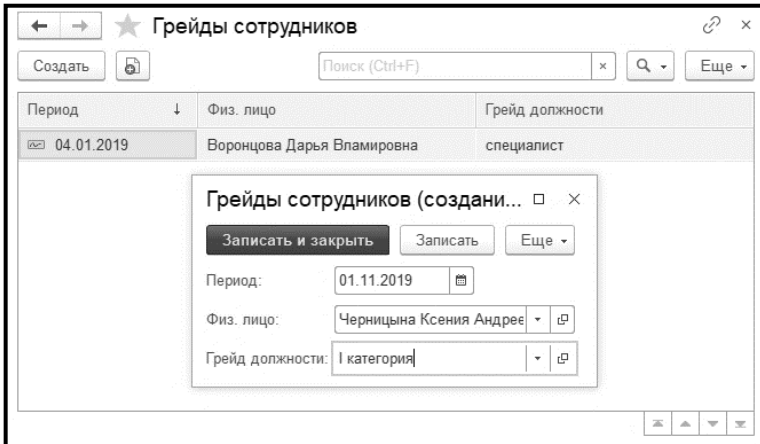 Грейды сотрудников
Создать Поиск (Ctrl+F) Еще
Период Физ. лицо Грейд должности
04.01.2019 Воронцова Дарья Вламировна специалист
Грейды сотрудников (создани...
Записать и закрыть Записать Еще
Период: 01.11.2019
Физ. лицо: Черницына Ксения Андреє
Грейд должности: I категория